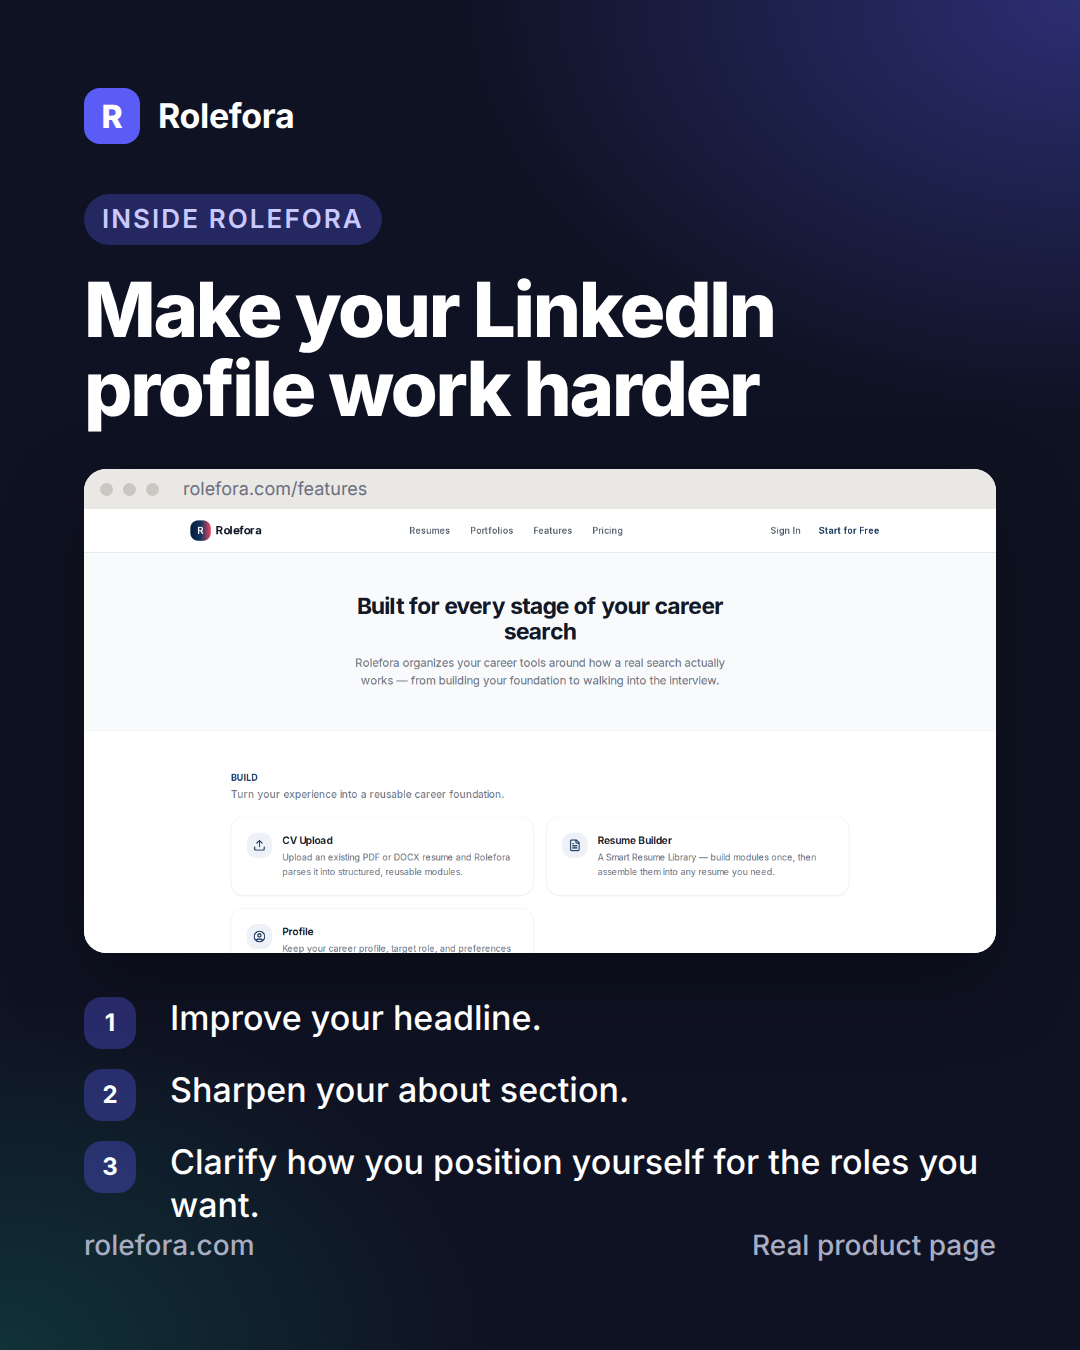 R Rolefora
INSIDE ROLEFORA
Make your LinkedIn
profile work harder
rolefora.com/features
R Rolefora Resumes Portfolios Features Pricing Sign In Start for Free
Built for every stage of your career
search
Rolefora organizes your career tools around how a real search actually
works — from building your foundation to walking into the interview.
BUILD
Turn your experience into a reusable career foundation.
CV Upload
Upload an existing PDF or DOCX resume and Rolefora
parses it into structured, reusable modules.
Resume Builder
A Smart Resume Library — build modules once, then
assemble them into any resume you need.
Profile
Keep your career profile, target role, and preferences
1 Improve your headline.
2 Sharpen your about section.
3 Clarify how you position yourself for the roles you
want.
rolefora.com Real product page